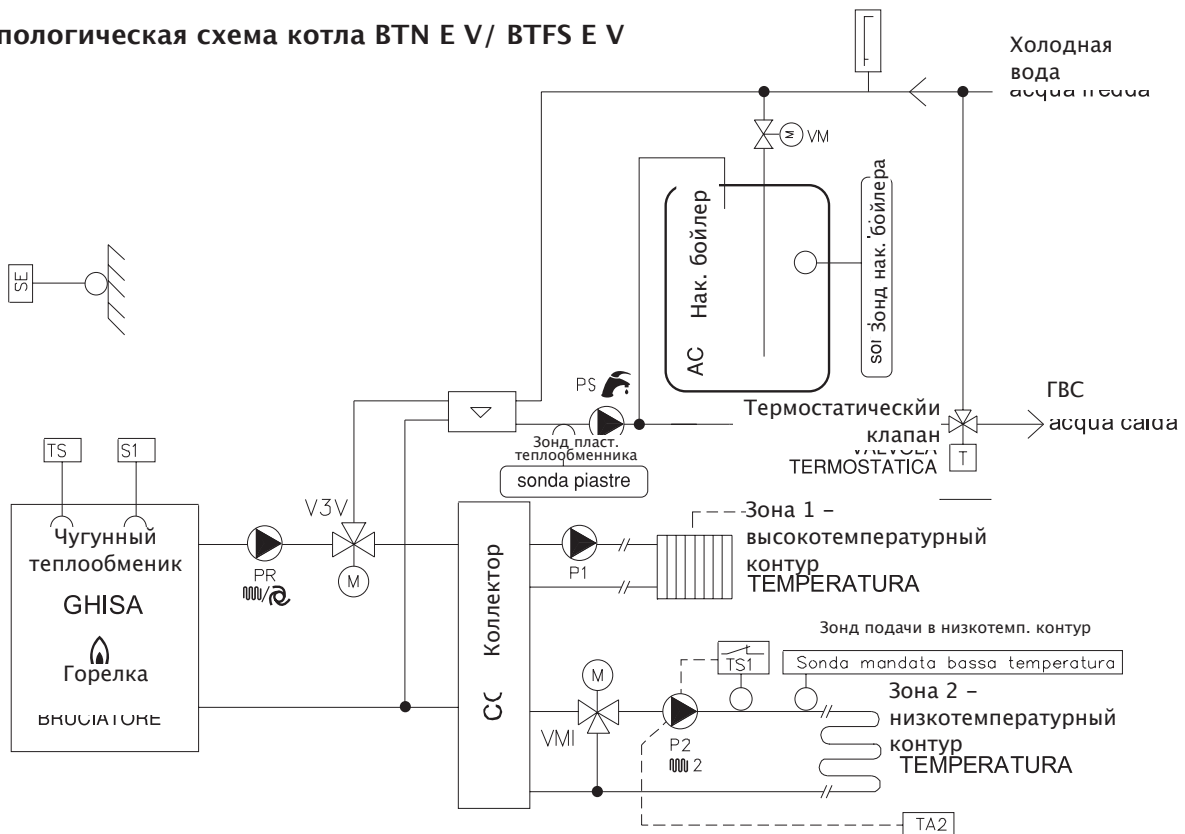 пологическая схема котла BTN E V/ BTFS E V
Холодная
вода
acqua fredda
M
VM
Нак. бойлер
AC
Зонд нак. бойлера
SOI
SE
PS
ГВС
acqua calda
Термостатическйи
клапан
VALVOLA
TERMOSTATICA
T
Зонд пласт.
теплообменника
sonda piastre
TS
S1
V3V
Чугунный
теплообменик
GHISA
Горелка
BRUCIATORE
PR
M
Коллектор
CC
P1
Зона 1 –
высокотемпературный
контур
TEMPERATURA
Зонд подачи в низкотемп. контур
TS1
Sonda mandata bassa temperatura
M
VMI
P2
2
Зона 2 –
низкотемпературный
контур
TEMPERATURA
TA2